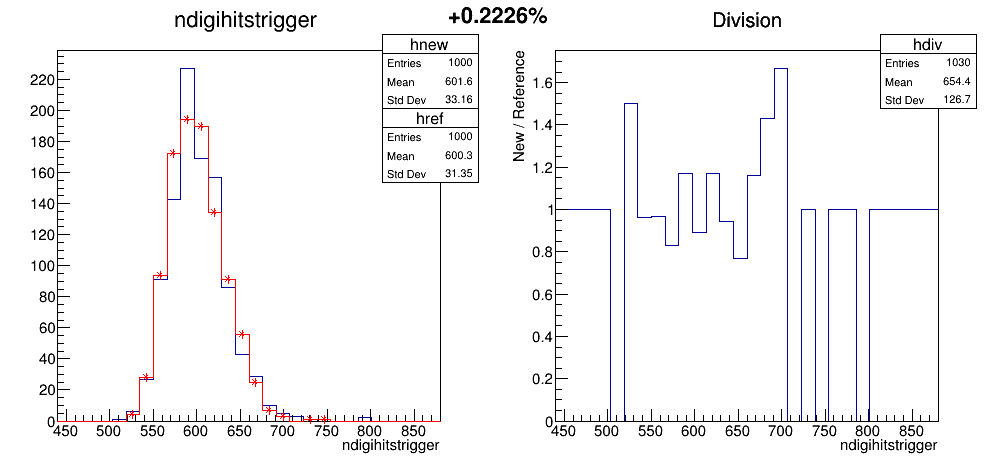 +0.2226%
ndigihitstrigger
hnew
Entries 1000
Mean 601.6
Std Dev 33.16
href
Entries 1000
Mean 600.3
Std Dev 31.35
220
200
180
160
140
120
100
80
60
40
20
0
450 500 550 600 650 700 750 800 850
ndigihitstrigger
Division
hdiv
Entries 1030
Mean 654.4
Std Dev 126.7
New / Reference
1.6
1.4
1.2
1
0.8
0.6
0.4
0.2
0
450 500 550 600 650 700 750 800 850
ndigihitstrigger